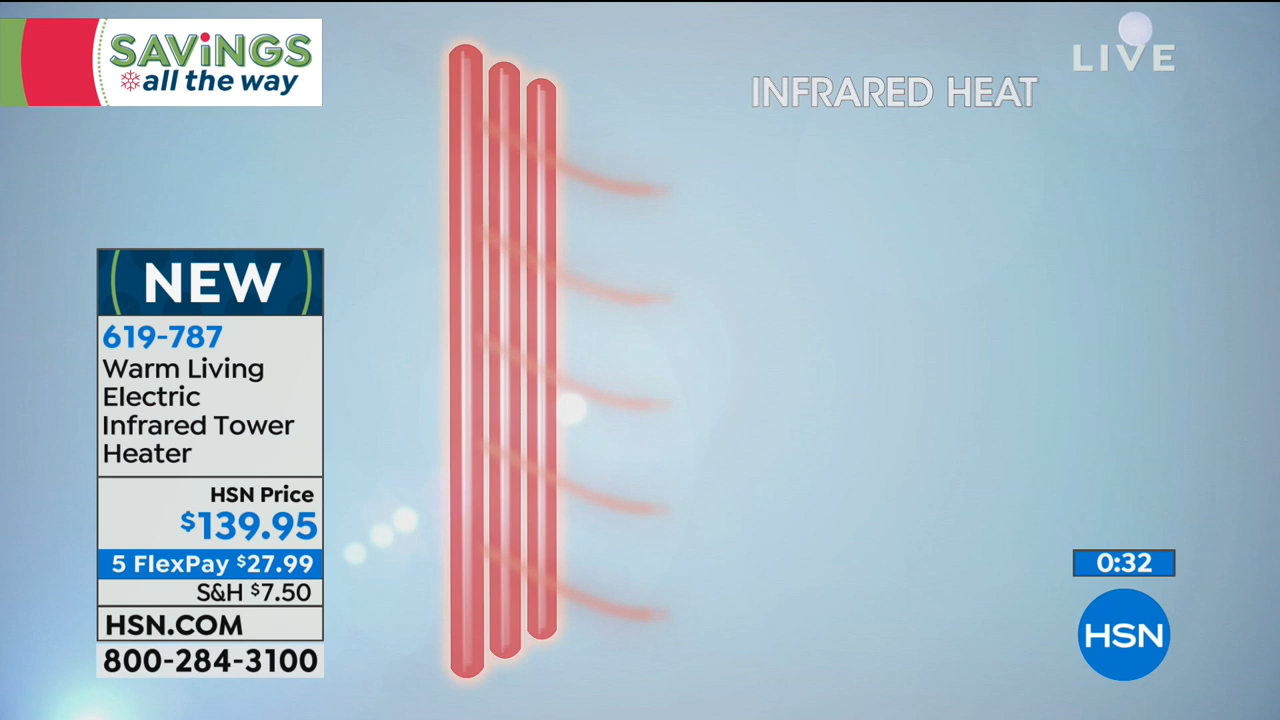 SAVINGS
all the way
LIVE
INFRARED HEAT
NEW
619-787
Warm Living
Electric
Infrared Tower
Heater
HSN Price
$139.95
5 FlexPay $27.99
S&H $7.50
HSN.COM
800-284-3100
0:32
HSN